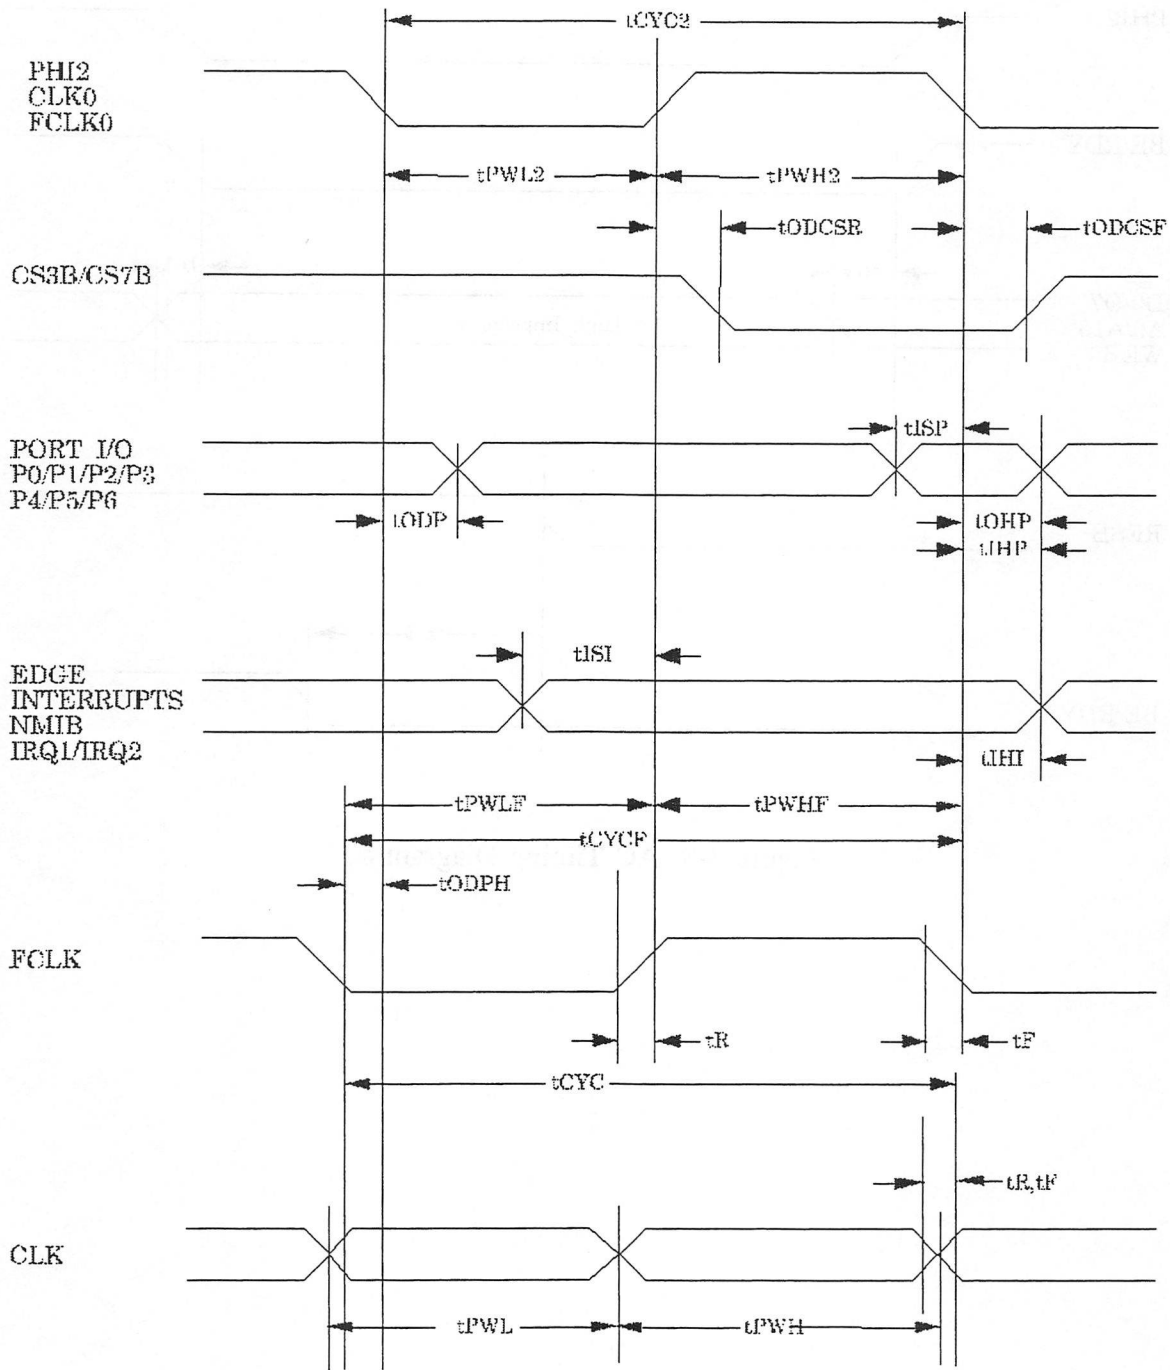 tCYC2
PHI2
CLK0
FCLK0
tPWL2
tPWH2
tODCSR
tODCSF
CS3B/CS7B
tISP
PORT I/O
P0/P1/P2/P3
P4/P5/P6
tODP
tOHP
tIHP
tISI
EDGE
INTERRUPTS
NMIB
IRQ1/IRQ2
tIHI
tPWLF
tPWHF
tCYCF
tODPH
FCLK
tR
tF
tCYC
tR,tF
CLK
tPWL
tPWH